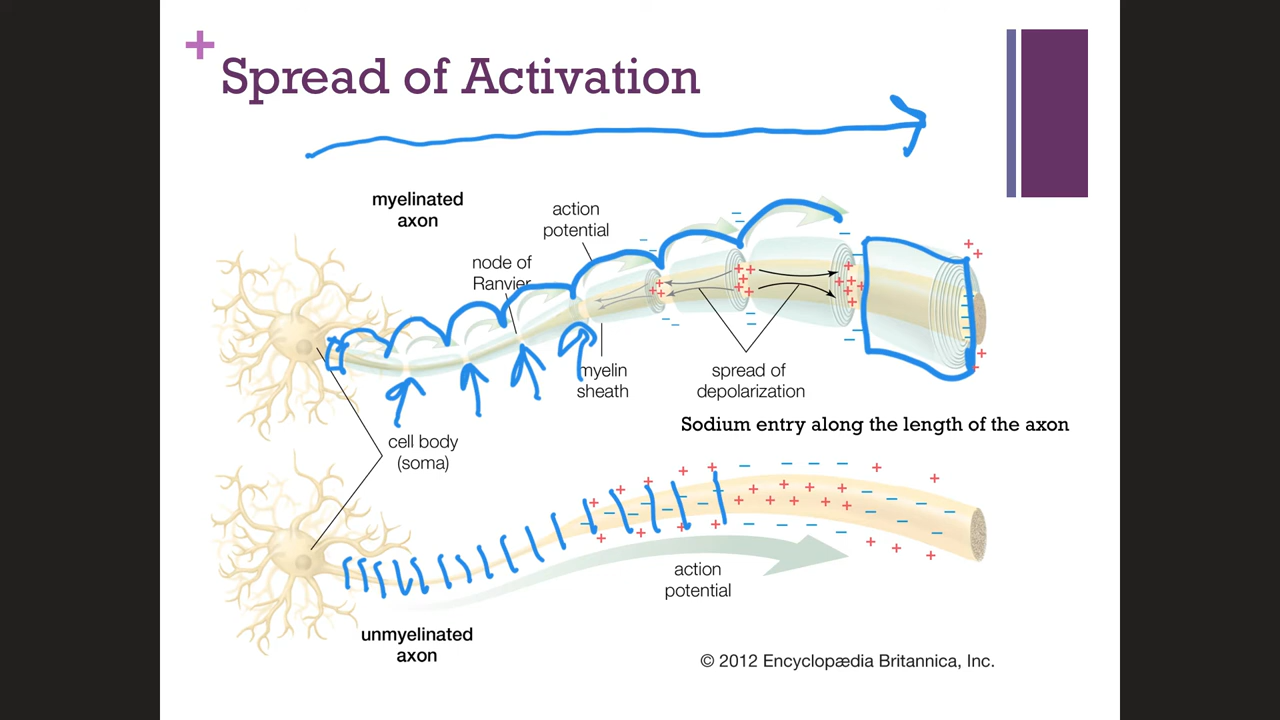 +
Spread of Activation
myelinated
axon
action
potential
node of
Ranvier
myelin
sheath
spread of
depolarization
cell body
(soma)
Sodium entry along the length of the axon
action
potential
unmyelinated
axon
© 2012 Encyclopædia Britannica, Inc.